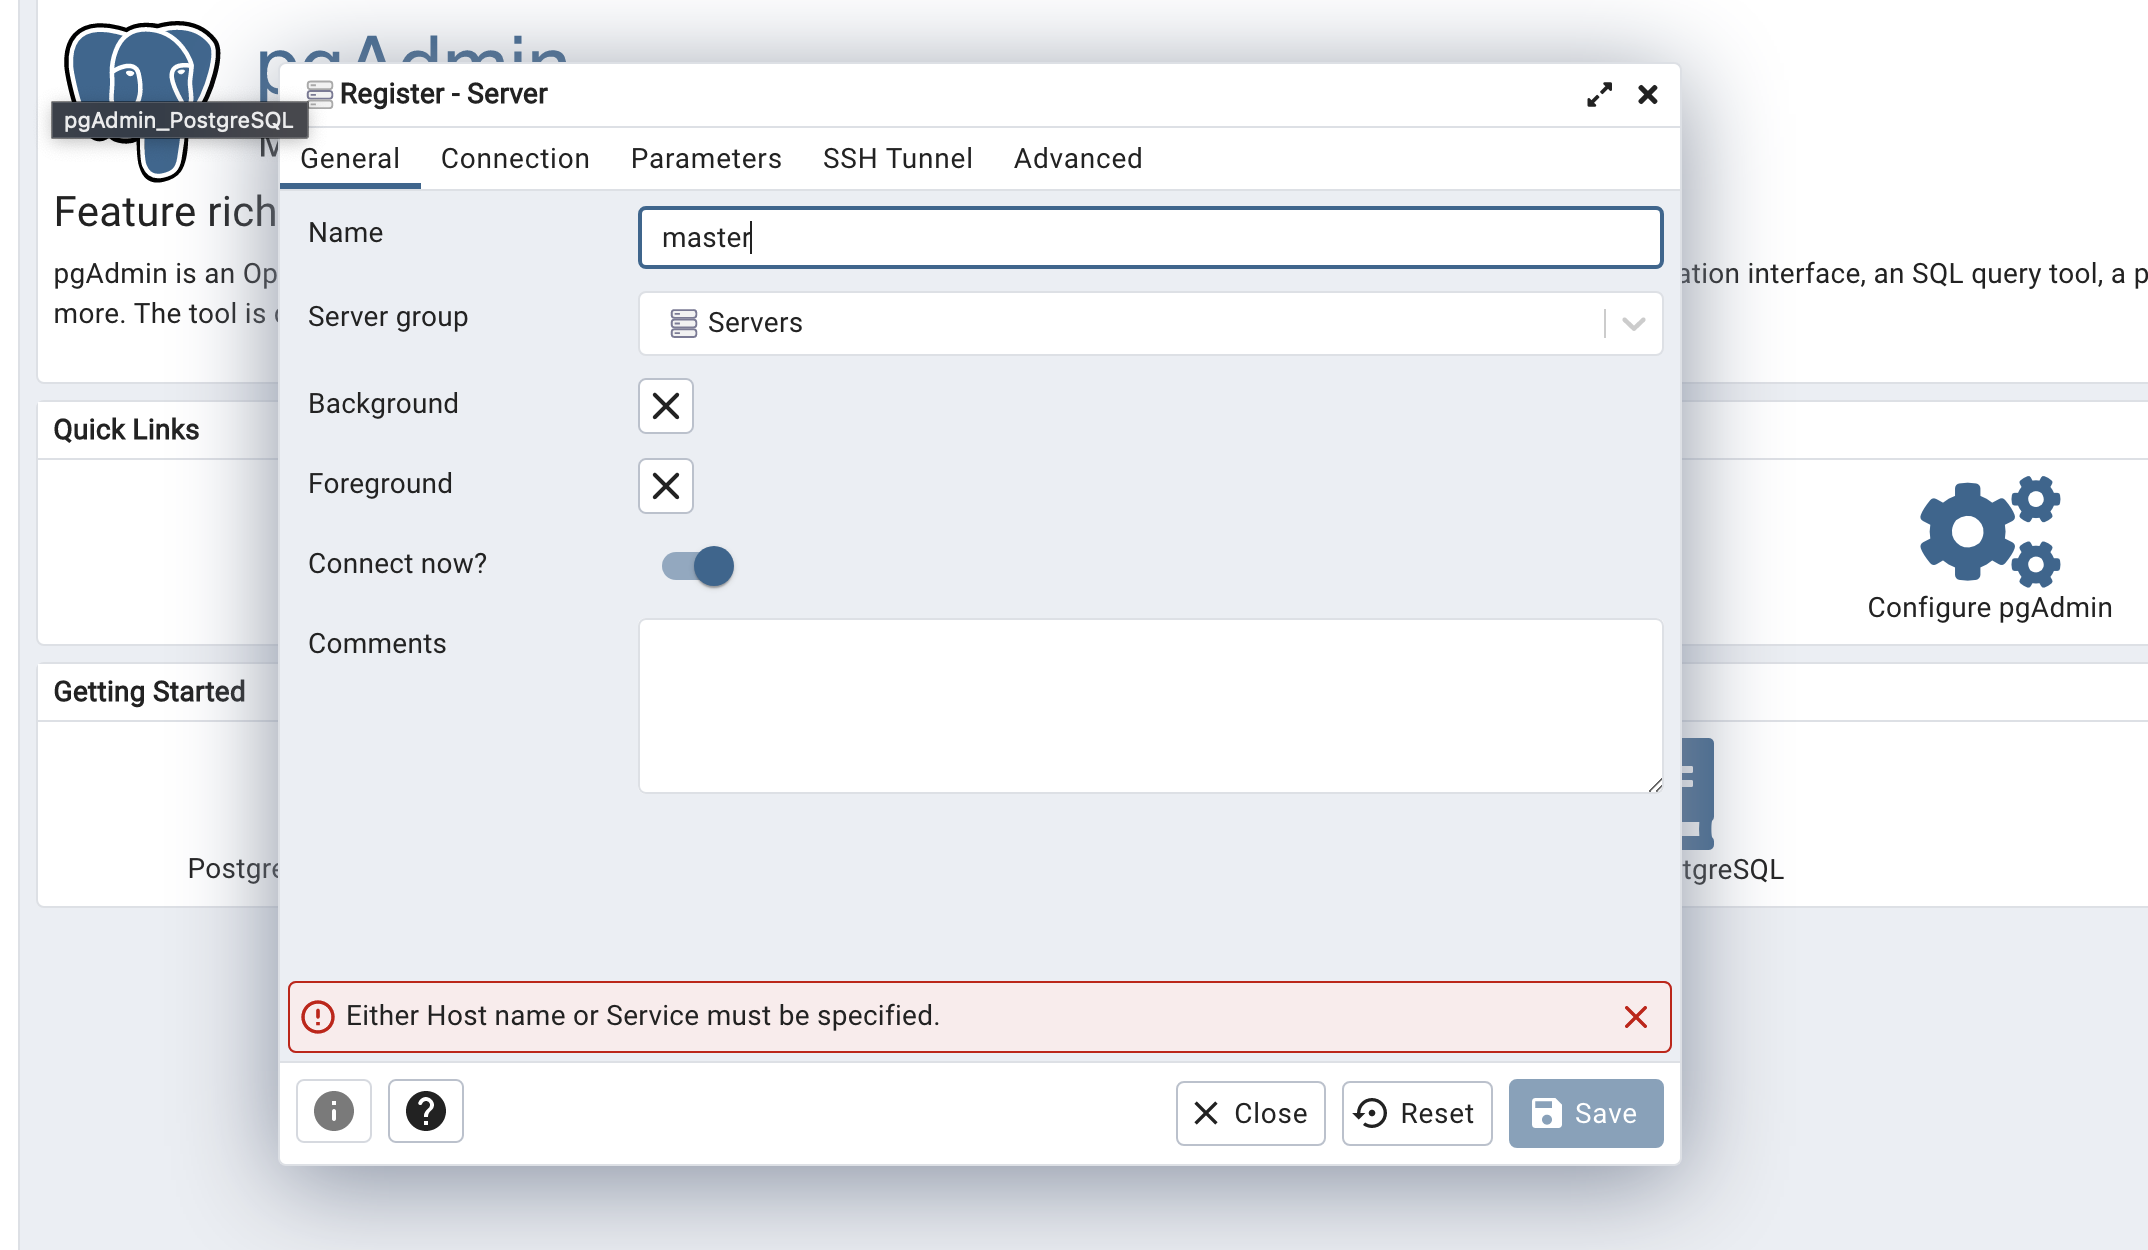 pgAdmin
pgAdmin_PostgreSQL
Register - Server
General Connection Parameters SSH Tunnel Advanced
Feature rich
Name master
pgAdmin is an Op
ation interface, an SQL query tool, a p
more. The tool is
Server group Servers
Background
Quick Links
Foreground
Connect now?
Configure pgAdmin
Comments
Getting Started
Postgre
tgreSQL
Either Host name or Service must be specified.
Close Reset Save